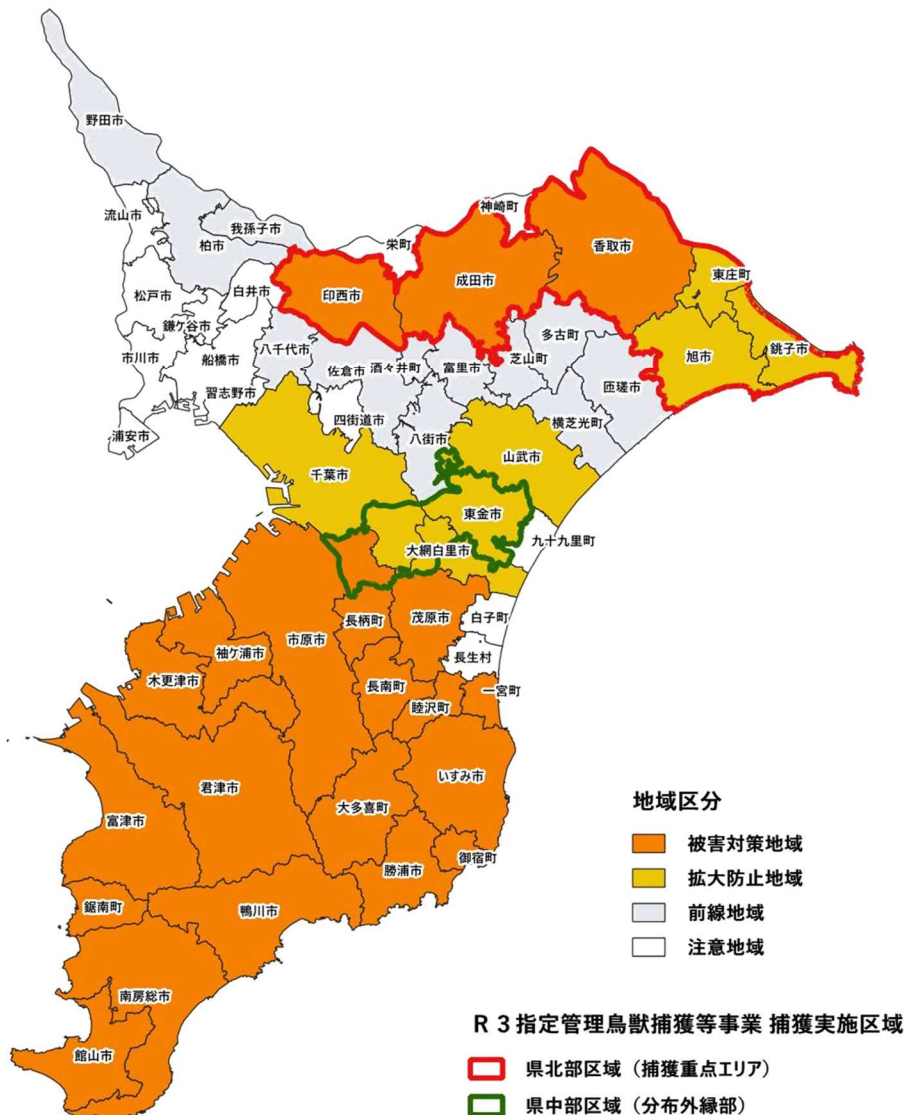 野田市
流山市
我孫子市
柏市
神崎町
栄町
香取市
成田市
東庄町
印西市
白井市
松戸市
鎌ケ谷市
多古町
銚子市
旭市
八千代市
市川市
船橋市
佐倉市
酒々井町
富里市
芝山町
匝瑳市
習志野市
四街道市
横芝光町
浦安市
八街市
山武市
千葉市
東金市
九十九里町
大網白里市
長柄町
茂原市
白子町
市原市
袖ケ浦市
長生村
木更津市
長南町
一宮町
睦沢町
いすみ市
君津市
大多喜町
富津市
御宿町
勝浦市
鋸南町
鴨川市
南房総市
館山市
地域区分
被害対策地域
拡大防止地域
前線地域
注意地域
R3指定管理鳥獣捕獲等事業 捕獲実施区域
県北部区域（捕獲重点エリア）
県中部区域（分布外縁部）